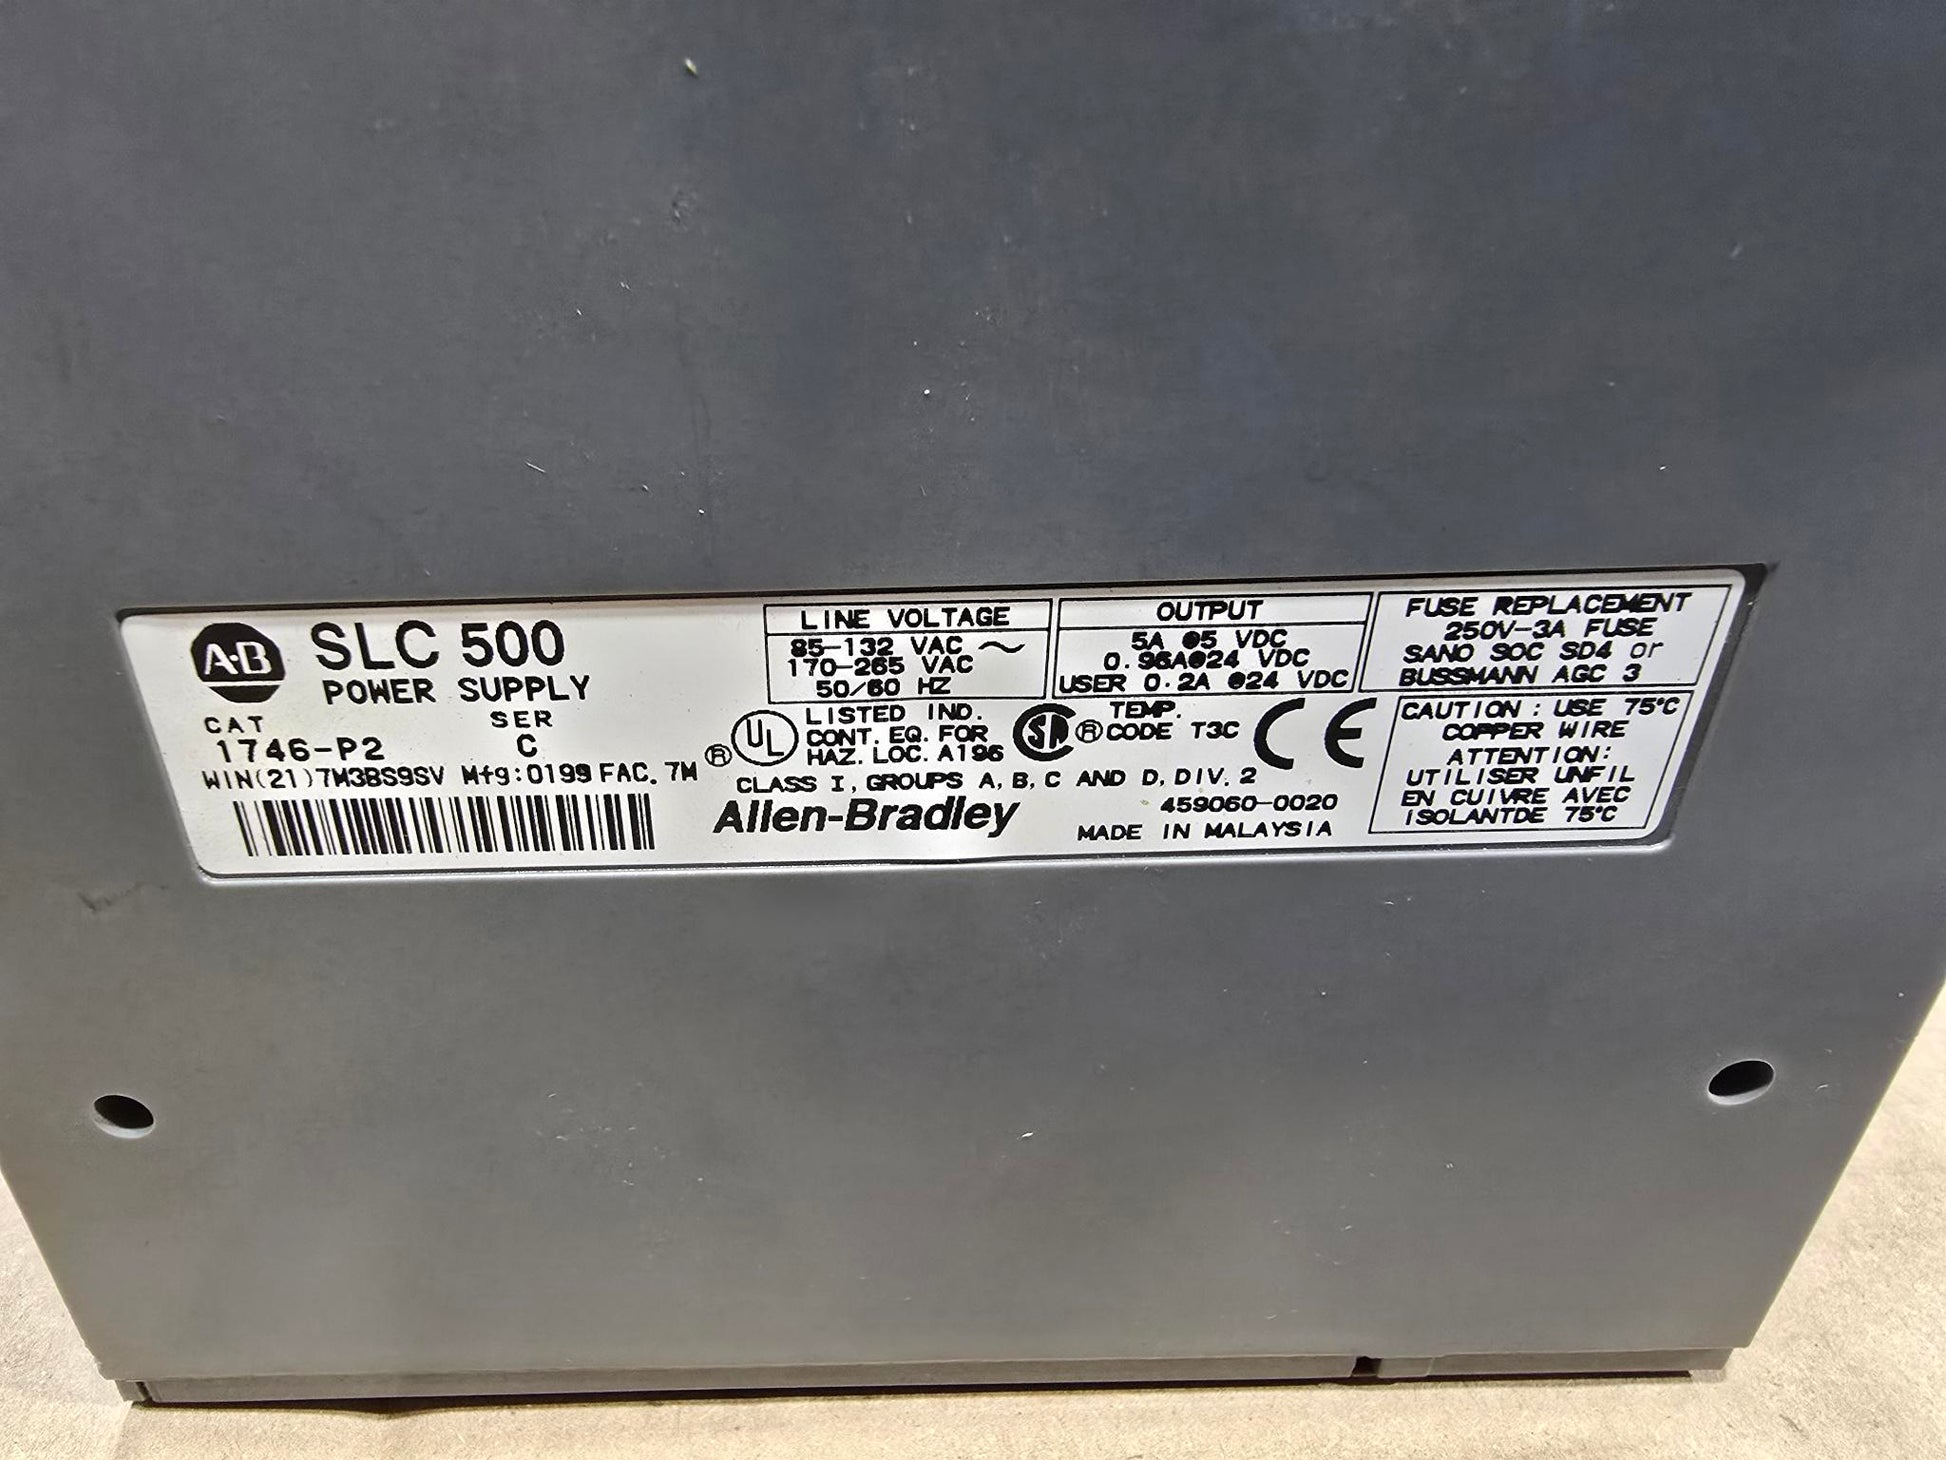 A-B
SLC 500
POWER SUPPLY
CAT SER
1746-P2 C
WIN(21)7M3BS9SV Mfg:0199 FAC. 7M
LINE VOLTAGE
85-132 VAC ~
170-265 VAC
50/60 HZ
OUTPUT
5A @5 VDC
0.96A@24 VDC
USER 0.2A @24 VDC
FUSE REPLACEMENT
250V-3A FUSE
SANO SOC SD4 or
BUSSMANN AGC 3
® UL LISTED IND.
CONT. EQ. FOR
HAZ. LOC. A196
SA ® TEMP.
CODE T3C
CE
CLASS I, GROUPS A, B, C AND D, DIV. 2
Allen-Bradley
459060-0020
MADE IN MALAYSIA
CAUTION : USE 75°C
COPPER WIRE
ATTENTION:
UTILISER UNFIL
EN CUIVRE AVEC
ISOLANTDE 75°C